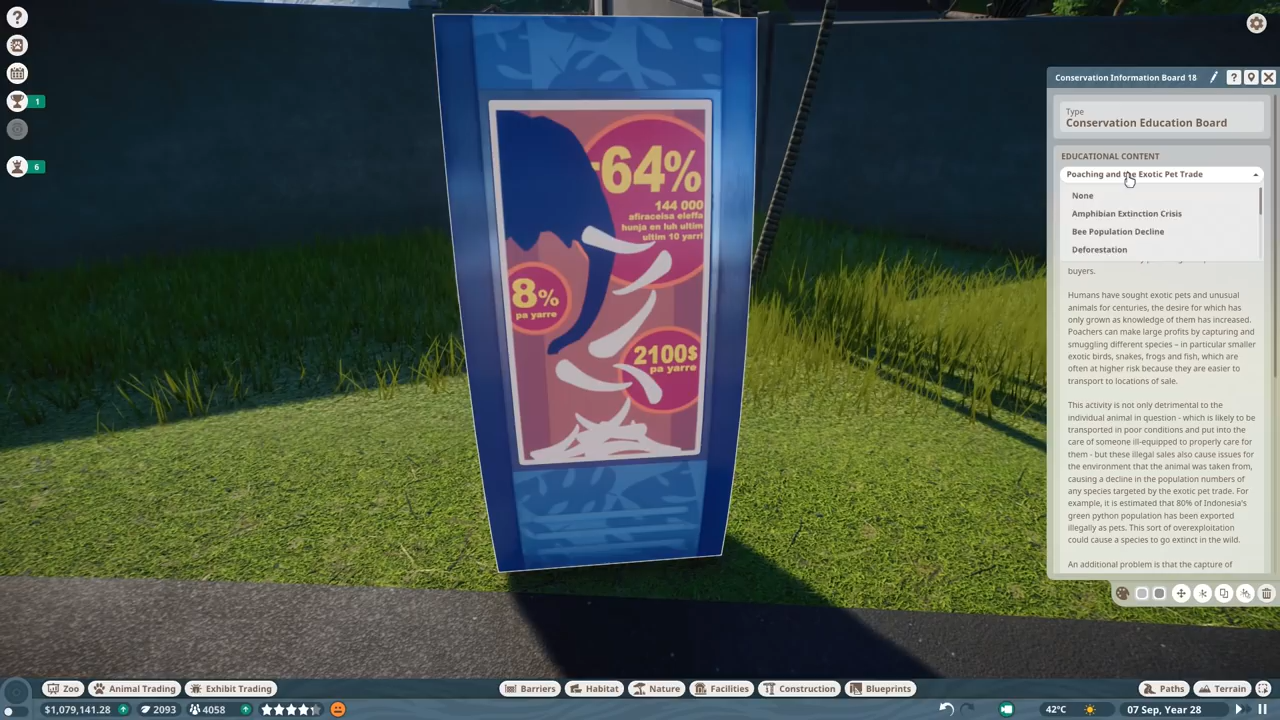 1
6
-64%
144 000
afiraceisa eleffa
hunja en luh ultim
ultim 10 yarri
8%
pa yarre
2100$
pa yarre
Conservation Information Board 18
Type
Conservation Education Board
EDUCATIONAL CONTENT
Poaching and the Exotic Pet Trade
None
Amphibian Extinction Crisis
Bee Population Decline
Deforestation
buyers.
Humans have sought exotic pets and unusual
animals for centuries, the desire for which has
only grown as knowledge of them has increased.
Poachers can make large profits by capturing and
smuggling different species – in particular smaller
exotic birds, snakes, frogs and fish, which are
often at higher risk because they are easier to
transport to locations of sale.
This activity is not only detrimental to the
individual animal in question - which is likely to be
transported in poor conditions and put into the
care of someone ill-equipped to properly care for
them - but these illegal sales also cause issues for
the environment that the animal was taken from,
causing a decline in the population numbers of
any species targeted by the exotic pet trade. For
example, it is estimated that 80% of Indonesia's
green python population has been exported
illegally as pets. This sort of overexploitation
could cause a species to go extinct in the wild.
An additional problem is that the capture of
Zoo
Animal Trading
Exhibit Trading
Barriers
Habitat
Nature
Facilities
Construction
Blueprints
Paths
Terrain
$1,079,141.28
2093
4058
42°C
07 Sep, Year 28